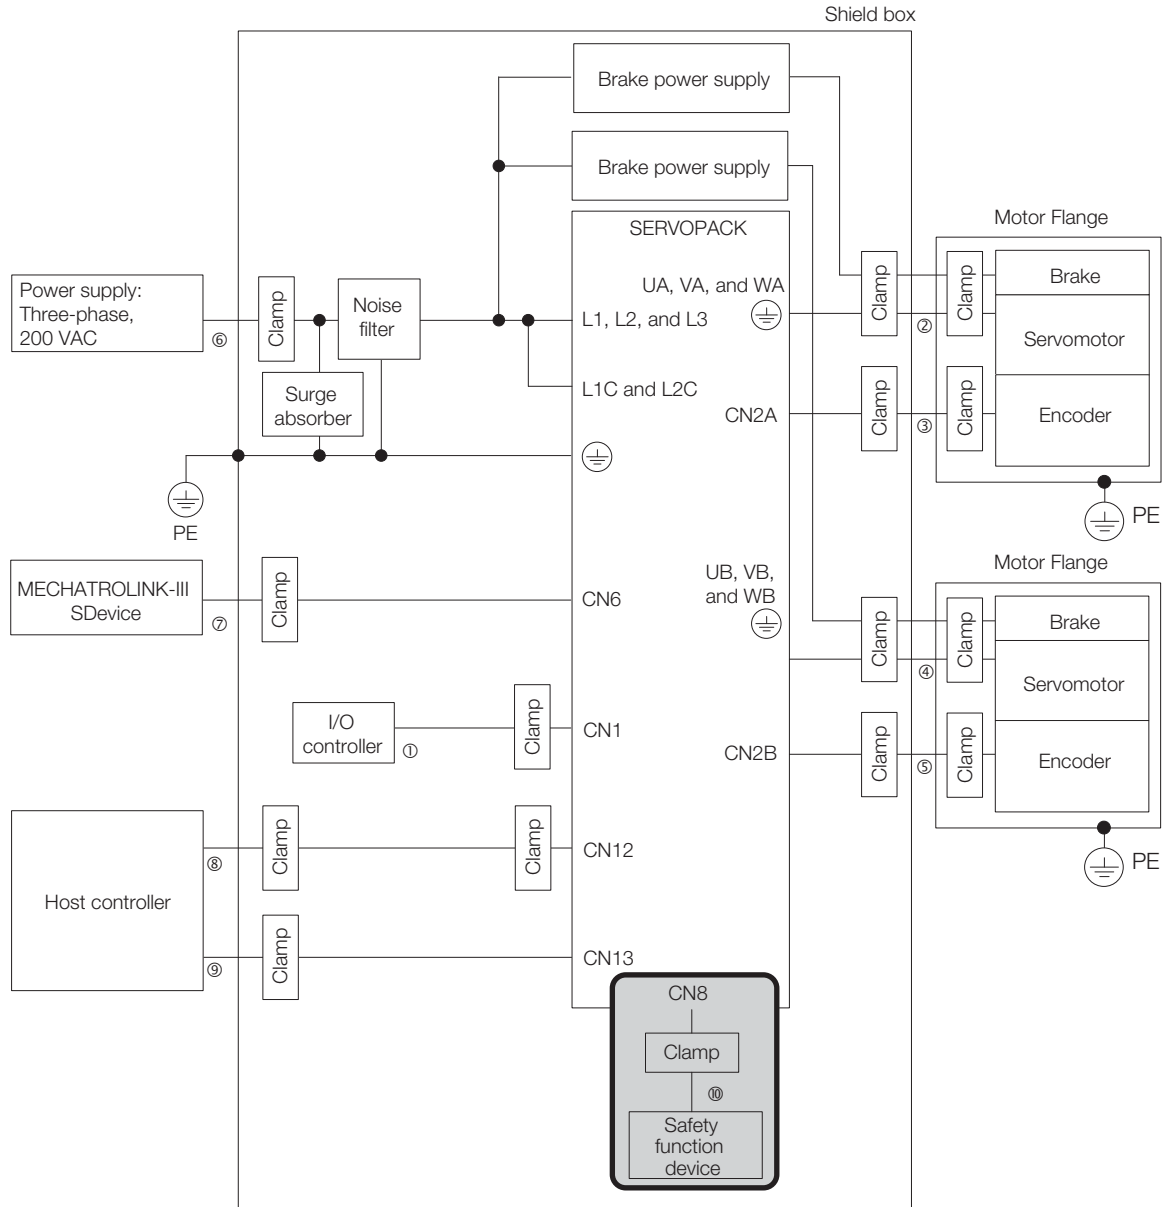 Shield box
Brake power supply
Brake power supply
SERVOPACK
Motor Flange
Power supply:
Three-phase,
200 VAC
⑥
Clamp
Noise
filter
Surge
absorber
UA, VA, and WA
L1, L2, and L3
L1C and L2C
CN2A
Clamp
②
Clamp
Brake
Servomotor
Clamp
③
Clamp
Encoder
PE
PE
Motor Flange
MECHATROLINK-III
SDevice
⑦
Clamp
CN6
UB, VB,
and WB
Clamp
④
Clamp
Brake
Servomotor
I/O
controller
①
Clamp
CN1
CN2B
Clamp
⑤
Clamp
Encoder
PE
Host controller
⑧
Clamp
Clamp
CN12
⑨
Clamp
CN13
CN8
Clamp
⑩
Safety
function
device